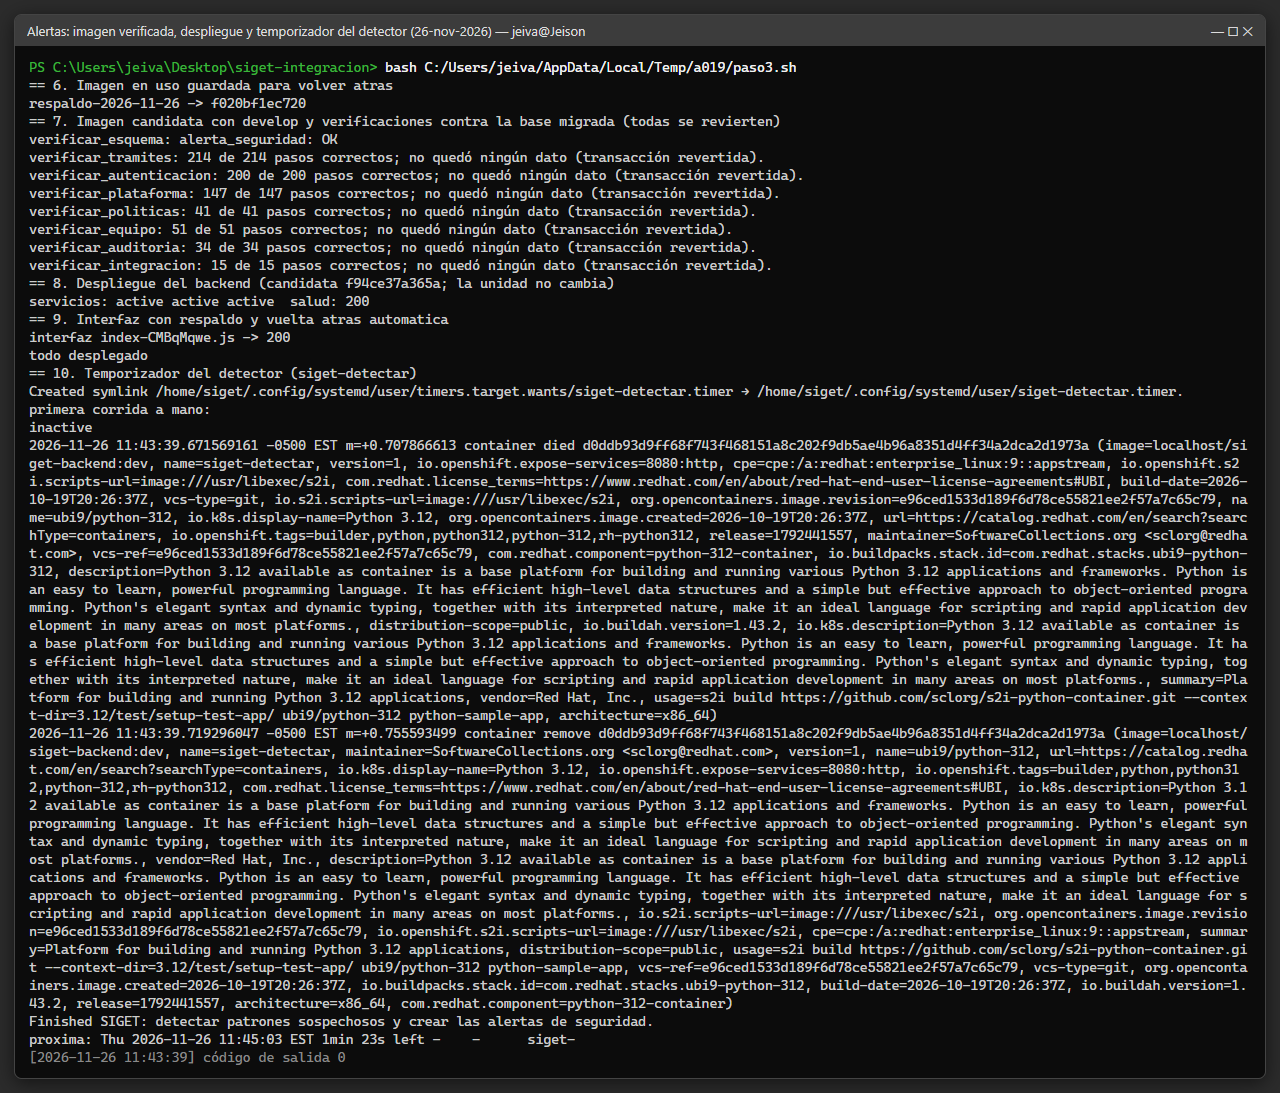 Alertas: imagen verificada, despliegue y temporizador del detector (26-nov-2026) — jeiva@Jeison
PS C:\Users\jeiva\Desktop\siget-integracion> bash C:/Users/jeiva/AppData/Local/Temp/a019/paso3.sh
== 6. Imagen en uso guardada para volver atras
respaldo-2026-11-26 -> f020bf1ec720
== 7. Imagen candidata con develop y verificaciones contra la base migrada (todas se revierten)
verificar_esquema: alerta_seguridad: OK
verificar_tramites: 214 de 214 pasos correctos; no quedó ningún dato (transacción revertida).
verificar_autenticacion: 200 de 200 pasos correctos; no quedó ningún dato (transacción revertida).
verificar_plataforma: 147 de 147 pasos correctos; no quedó ningún dato (transacción revertida).
verificar_politicas: 41 de 41 pasos correctos; no quedó ningún dato (transacción revertida).
verificar_equipo: 51 de 51 pasos correctos; no quedó ningún dato (transacción revertida).
verificar_auditoria: 34 de 34 pasos correctos; no quedó ningún dato (transacción revertida).
verificar_integracion: 15 de 15 pasos correctos; no quedó ningún dato (transacción revertida).
== 8. Despliegue del backend (candidata f94ce37a365a; la unidad no cambia)
servicios: active active active  salud: 200
== 9. Interfaz con respaldo y vuelta atras automatica
interfaz index-CMBqMqwe.js -> 200
todo desplegado
== 10. Temporizador del detector (siget-detectar)
Created symlink /home/siget/.config/systemd/user/timers.target.wants/siget-detectar.timer → /home/siget/.config/systemd/user/siget-detectar.timer.
primera corrida a mano:
inactive
2026-11-26 11:43:39.671569161 -0500 EST m=+0.707866613 container died d0ddb93d9ff68f743f468151a8c202f9db5ae4b96a8351d4ff34a2dca2d1973a (image=localhost/si
get-backend:dev, name=siget-detectar, version=1, io.openshift.expose-services=8080:http, cpe=cpe:/a:redhat:enterprise_linux:9::appstream, io.openshift.s2
i.scripts-url=image:///usr/libexec/s2i, com.redhat.license_terms=https://www.redhat.com/en/about/red-hat-end-user-license-agreements#UBI, build-date=2026-
10-19T20:26:37Z, vcs-type=git, io.s2i.scripts-url=image:///usr/libexec/s2i, org.opencontainers.image.revision=e96ced1533d189f6d78ce55821ee2f57a7c65c79, na
me=ubi9/python-312, io.k8s.display-name=Python 3.12, org.opencontainers.image.created=2026-10-19T20:26:37Z, url=https://catalog.redhat.com/en/search?sear
cType=containers, io.openshift.tags=builder,python,python312,python-312,rh-python312, release=1792441557, maintainer=SoftwareCollections.org <sclorg@redha
t.com>, vcs-ref=e96ced1533d189f6d78ce55821ee2f57a7c65c79, com.redhat.component=python-312-container, io.buildpacks.stack.id=com.redhat.stacks.ubi9-python-
312, description=Python 3.12 available as container is a base platform for building and running various Python 3.12 applications and frameworks. Python is
an easy to learn, powerful programming language. It has efficient high-level data structures and a simple but effective approach to object-oriented progra
mming. Python's elegant syntax and dynamic typing, together with its interpreted nature, make it an ideal language for scripting and rapid application dev
elopment in many areas on most platforms., distribution-scope=public, io.buildah.version=1.43.2, io.k8s.description=Python 3.12 available as container is
a base platform for building and running various Python 3.12 applications and frameworks. Python is an easy to learn, powerful programming language. It ha
s efficient high-level data structures and a simple but effective approach to object-oriented programming. Python's elegant syntax and dynamic typing, tog
ether with its interpreted nature, make it an ideal language for scripting and rapid application development in many areas on most platforms., summary=Pla
tform for building and running Python 3.12 applications, vendor=Red Hat, Inc., usage=s2i build https://github.com/sclorg/s2i-python-container.git --contex
t-dir=3.12/test/setup-test-app/ ubi9/python-312 python-sample-app, architecture=x86_64)
2026-11-26 11:43:39.719296047 -0500 EST m=+0.755593499 container remove d0ddb93d9ff68f743f468151a8c202f9db5ae4b96a8351d4ff34a2dca2d1973a (image=localhost/
siget-backend:dev, name=siget-detectar, maintainer=SoftwareCollections.org <sclorg@redhat.com>, version=1, name=ubi9/python-312, url=https://catalog.redha
t.com/en/search?searchType=containers, io.k8s.display-name=Python 3.12, io.openshift.expose-services=8080:http, io.openshift.tags=builder,python,python31
2,python-312,rh-python312, com.redhat.license_terms=https://www.redhat.com/en/about/red-hat-end-user-license-agreements#UBI, io.k8s.description=Python 3.1
2 available as container is a base platform for building and running various Python 3.12 applications and frameworks. Python is an easy to learn, powerful
programming language. It has efficient high-level data structures and a simple but effective approach to object-oriented programming. Python's elegant syn
tax and dynamic typing, together with its interpreted nature, make it an ideal language for scripting and rapid application development in many areas on m
ost platforms., vendor=Red Hat, Inc., description=Python 3.12 available as container is a base platform for building and running various Python 3.12 appli
cations and frameworks. Python is an easy to learn, powerful programming language. It has efficient high-level data structures and a simple but effective
approach to object-oriented programming. Python's elegant syntax and dynamic typing, together with its interpreted nature, make it an ideal language for s
cripting and rapid application development in many areas on most platforms., io.s2i.scripts-url=image:///usr/libexec/s2i, org.opencontainers.image.revisio
n=e96ced1533d189f6d78ce55821ee2f57a7c65c79, io.openshift.s2i.scripts-url=image:///usr/libexec/s2i, cpe=cpe:/a:redhat:enterprise_linux:9::appstream, summar
y=Platform for building and running Python 3.12 applications, distribution-scope=public, usage=s2i build https://github.com/sclorg/s2i-python-container.gi
t --context-dir=3.12/test/setup-test-app/ ubi9/python-312 python-sample-app, vcs-ref=e96ced1533d189f6d78ce55821ee2f57a7c65c79, vcs-type=git, org.openconta
iners.image.created=2026-10-19T20:26:37Z, io.buildpacks.stack.id=com.redhat.stacks.ubi9-python-312, build-date=2026-10-19T20:26:37Z, io.buildah.version=1.
43.2, release=1792441557, architecture=x86_64, com.redhat.component=python-312-container)
Finished SIGET: detectar patrones sospechosos y crear las alertas de seguridad.
proxima: Thu 2026-11-26 11:45:03 EST 1min 23s left -    -      siget-
[2026-11-26 11:43:39] código de salida 0